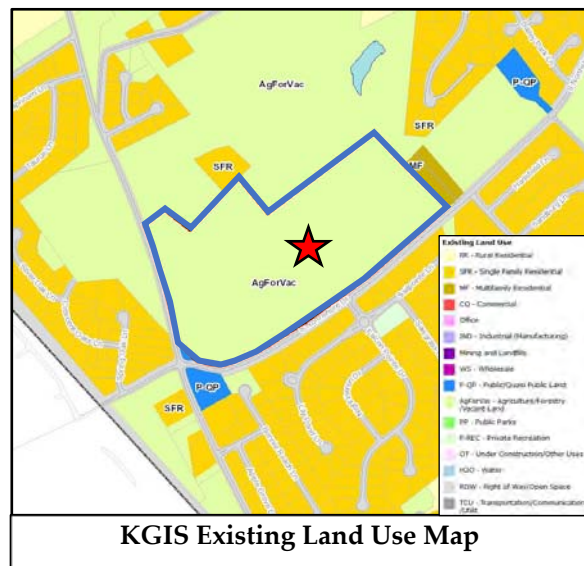 AgForVac
P-QP
SFR
SFR
MF
AgForVac
P-QP
SFR
Existing Land Use
RR - Rural Residential
SFR - Single Family Residential
MF - Multifamily Residential
CO - Commercial
Office
IND - Industrial (Manufacturing)
Mining and Landfills
WS - Wholesale
P-QP - Public/Quasi Public Land
AgForVac - Agriculture/Forestry
/Vacant Land
PP - Public Parks
P-REC - Private Recreation
OT - Under Construction/Other Uses
H2O - Water
ROW - Right of Way/Open Space
TCU - Transportation/Communication
/Utilit
KGIS Existing Land Use Map